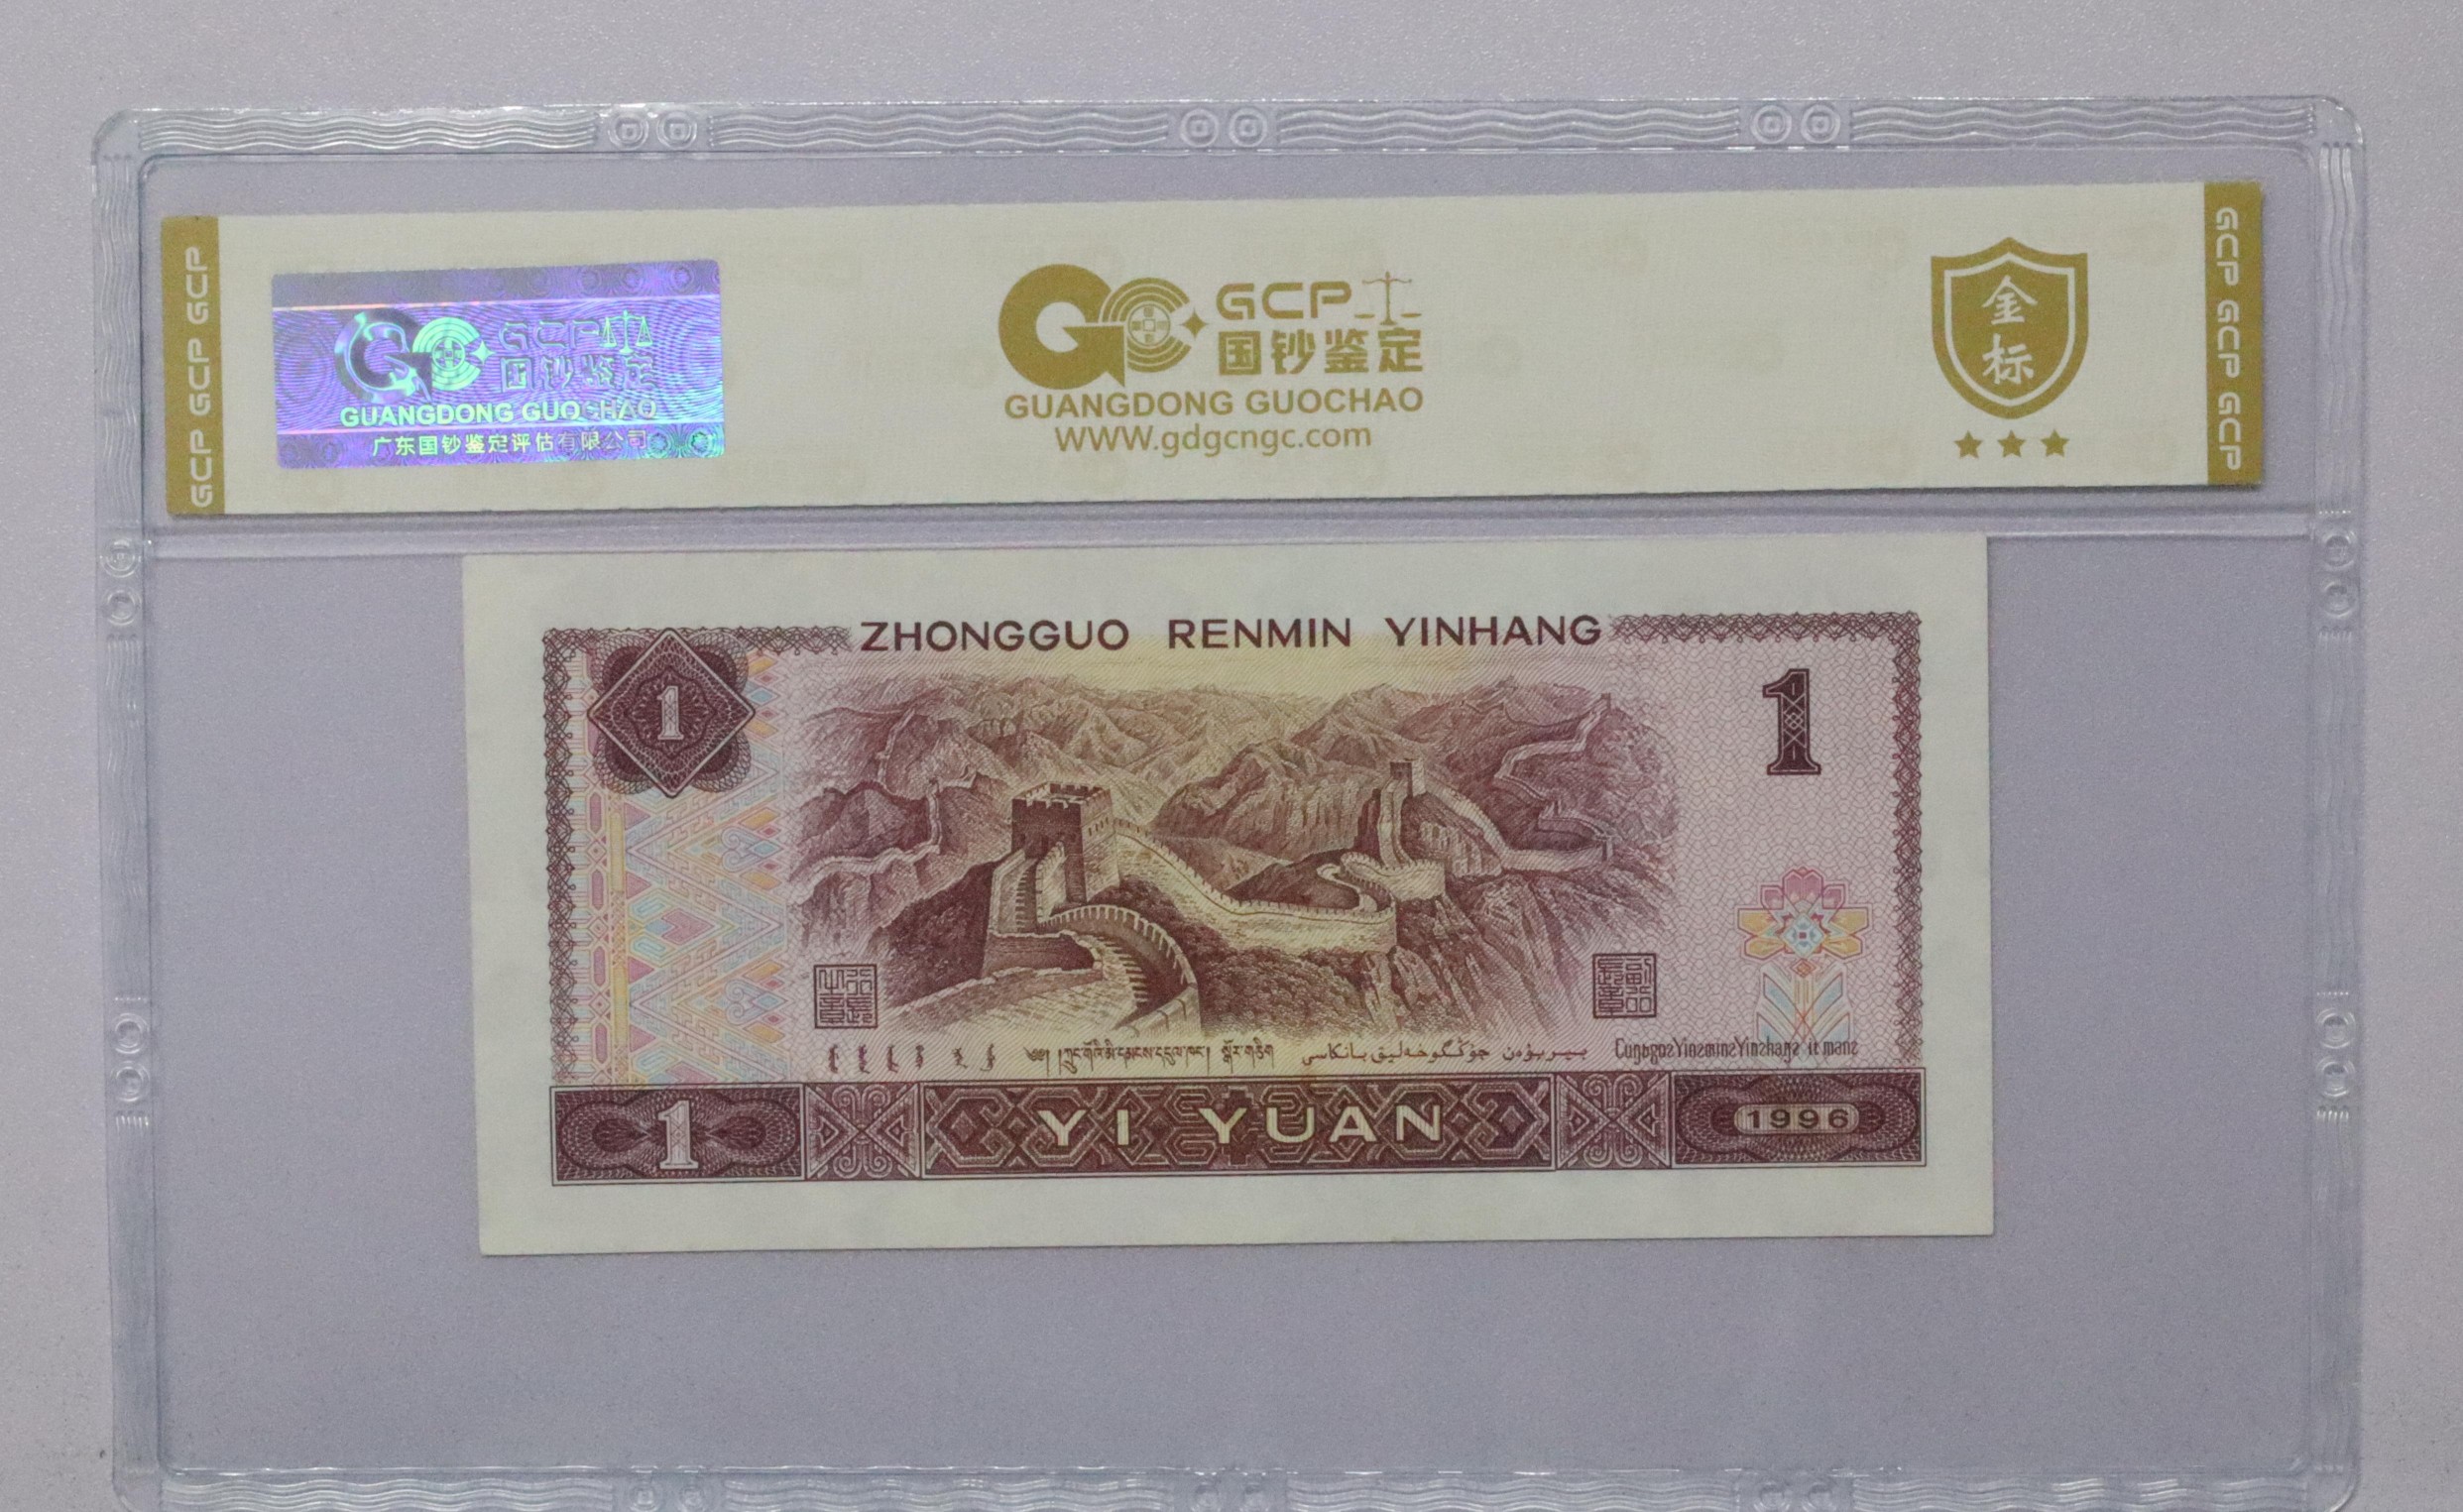 GCP GCP GCP
GCP
国钞鉴定
GUANGDONG GUOCHAO
广东国钞鉴定评估有限公司
GCP
国钞鉴定
GUANGDONG GUOCHAO
WWW.gdgcngc.com
金
标
GCP GCP GCP
ZHONGGUO RENMIN YINHANG
1
1
1
YI YUAN
1996